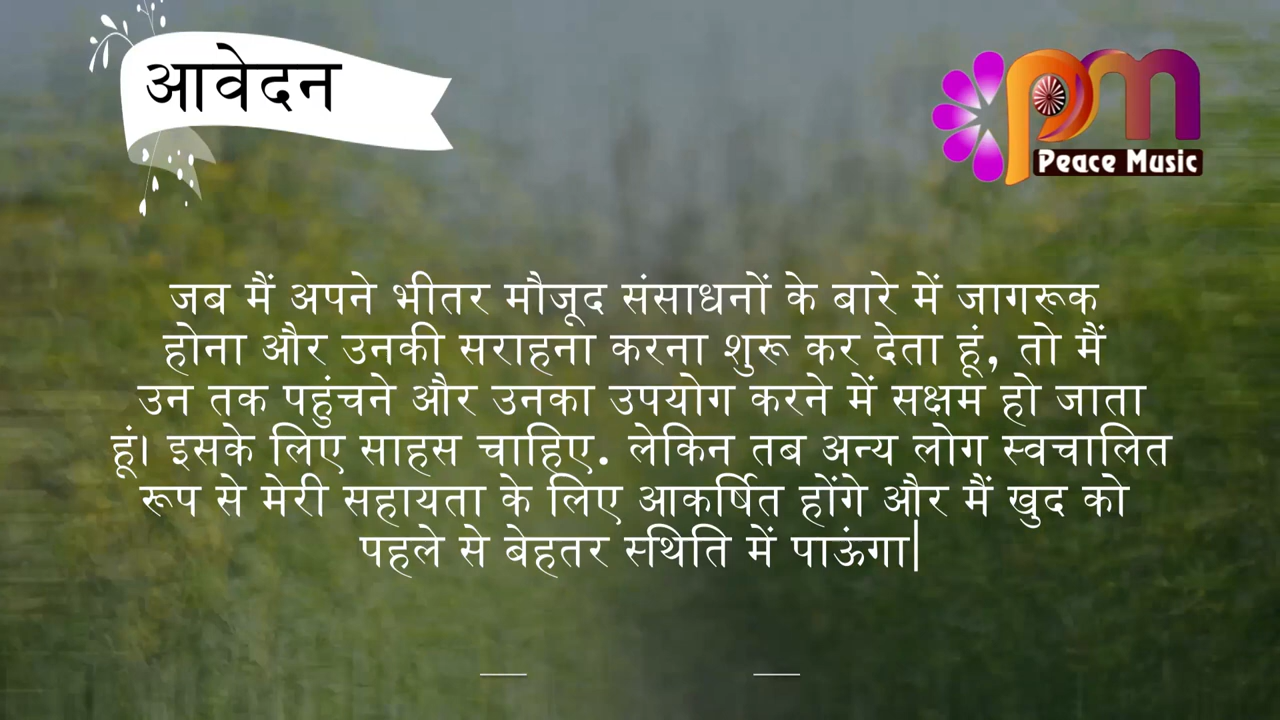 आवेदन
pm
Peace Music
जब मैं अपने भीतर मौजूद संसाधनों के बारे में जागरूक
होना और उनकी सराहना करना शुरू कर देता हूं, तो मैं
उन तक पहुंचने और उनका उपयोग करने में सक्षम हो जाता
हूं। इसके लिए साहस चाहिए. लेकिन तब अन्य लोग स्वचालित
रूप से मेरी सहायता के लिए आकर्षित होंगे और मैं खुद को
पहले से बेहतर स्थिति में पाऊंगा|